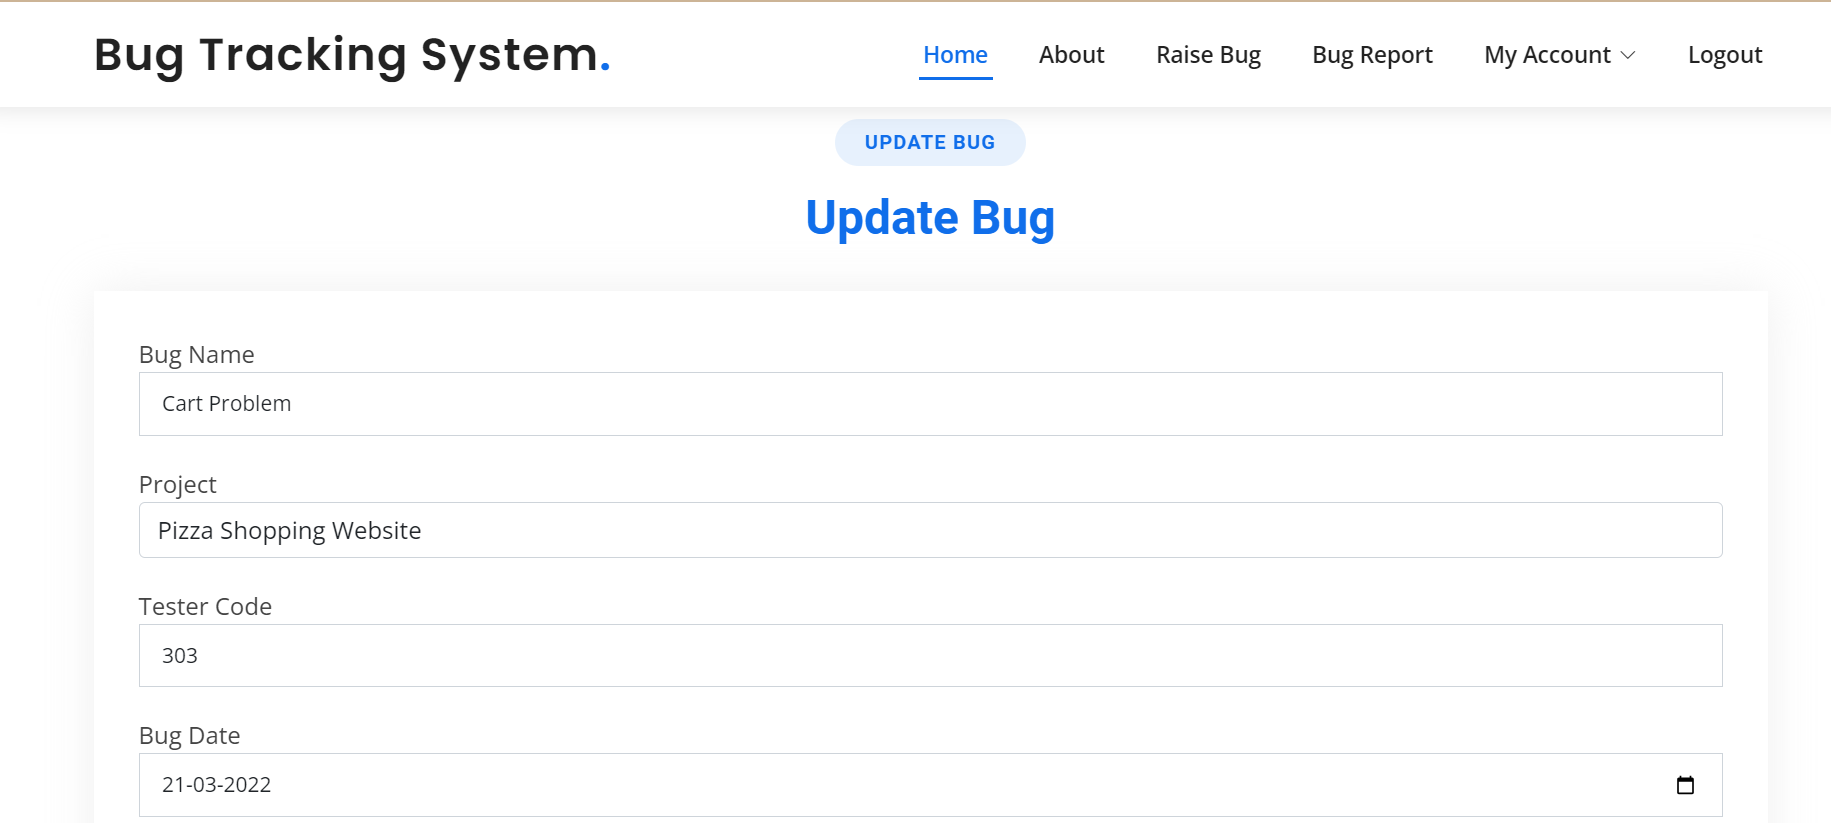 Bug Tracking System.
Home About Raise Bug Bug Report My Account Logout
UPDATE BUG
Update Bug
Bug Name
Cart Problem
Project
Pizza Shopping Website
Tester Code
303
Bug Date
21-03-2022